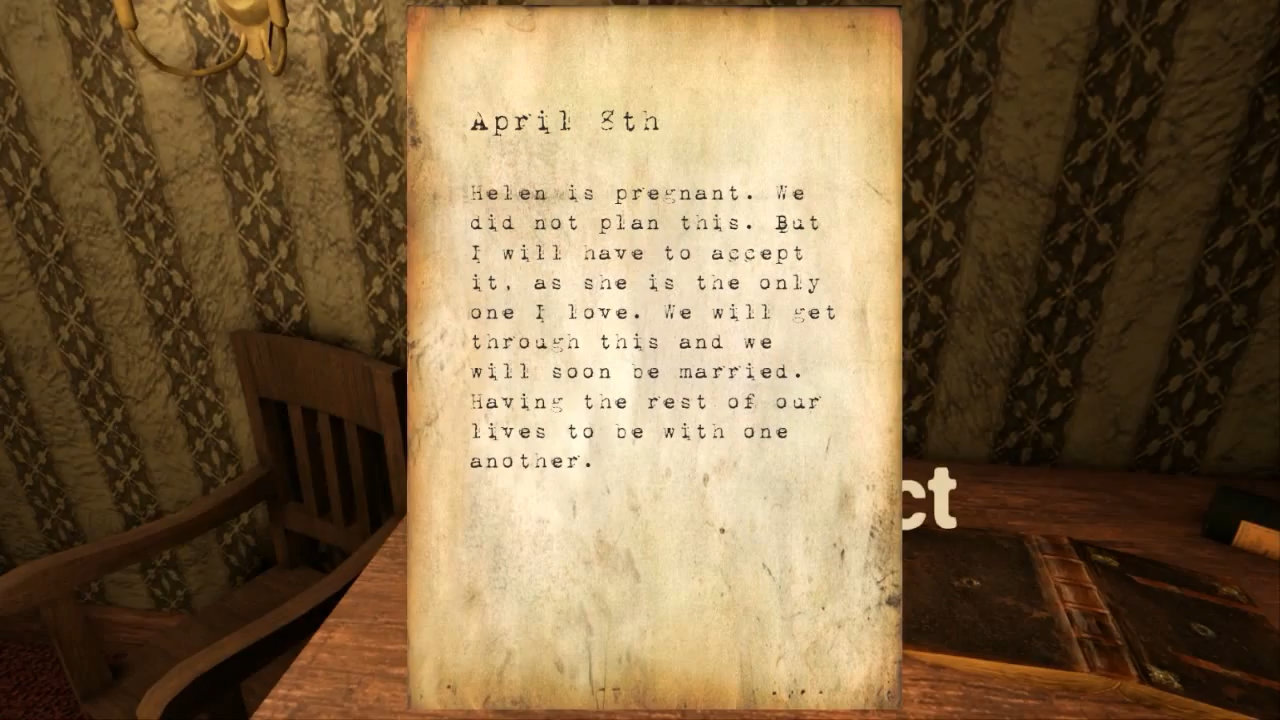 April 8th
Helen is pregnant. We
did not plan this. But
I will have to accept
it, as she is the only
one I love. We will get
through this and we
will soon be married.
Having the rest of our
lives to be with one
another.
ct